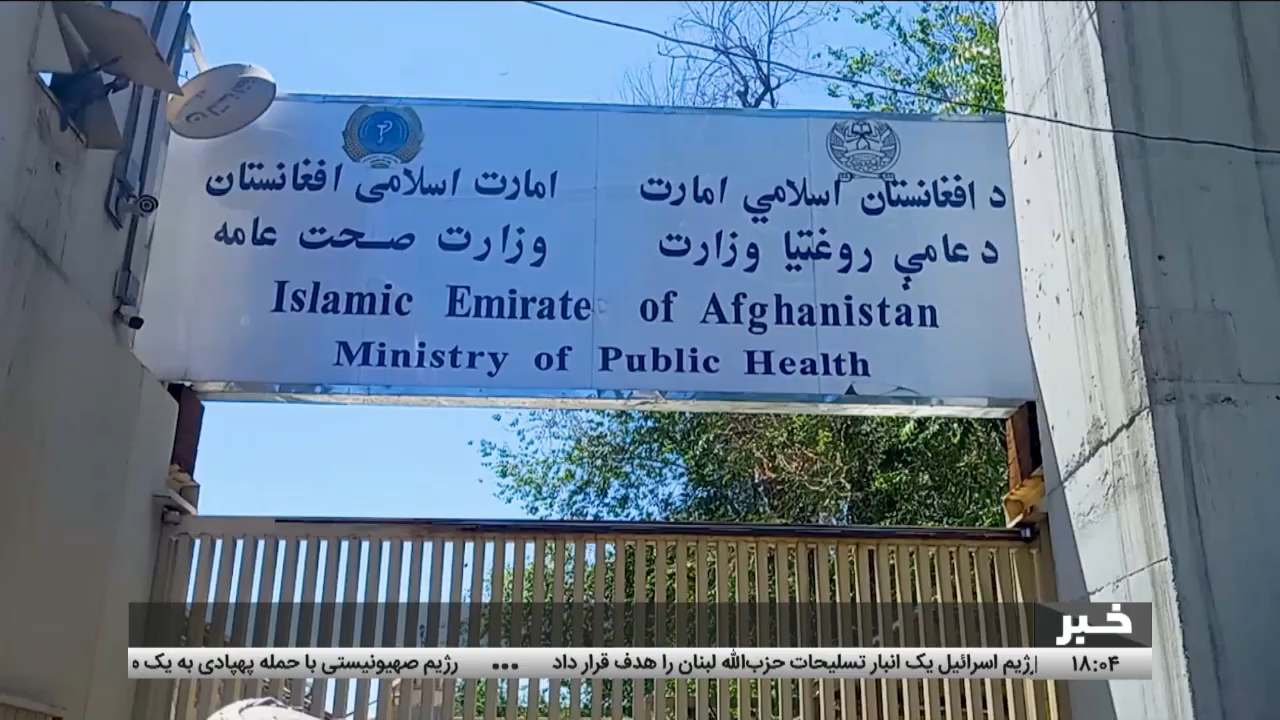 د افغانستان اسلامي امارت
د عامې روغتیا وزارت
امارت اسلامی افغانستان
وزارت صحت عامه
Islamic Emirate of Afghanistan
Ministry of Public Health
خبر
۱۸:۰۴
رژیم اسرائیل یک انبار تسلیحات حزب‌الله لبنان را هدف قرار داد ... رژیم صهیونیستی با حمله پهپادی به یک